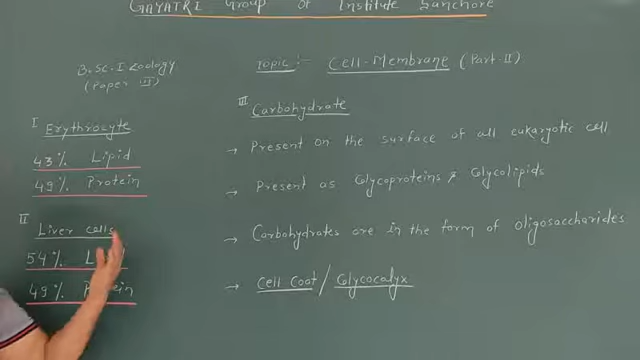 GAYATRI Group of Institute Sanchore
B.Sc-I Zoology
(Paper III)
Topic :- Cell-Membrane (Part-II)
I Erythrocyte
43% Lipid
49% Protein
II Liver cells
54%
49% Protein
III Carbohydrate
→ Present on the surface of all eukaryotic cell
→ Present as Glycoproteins & Glycolipids
→ Carbohydrates are in the form of oligosaccharides
→ Cell Coat / Glycocalyx